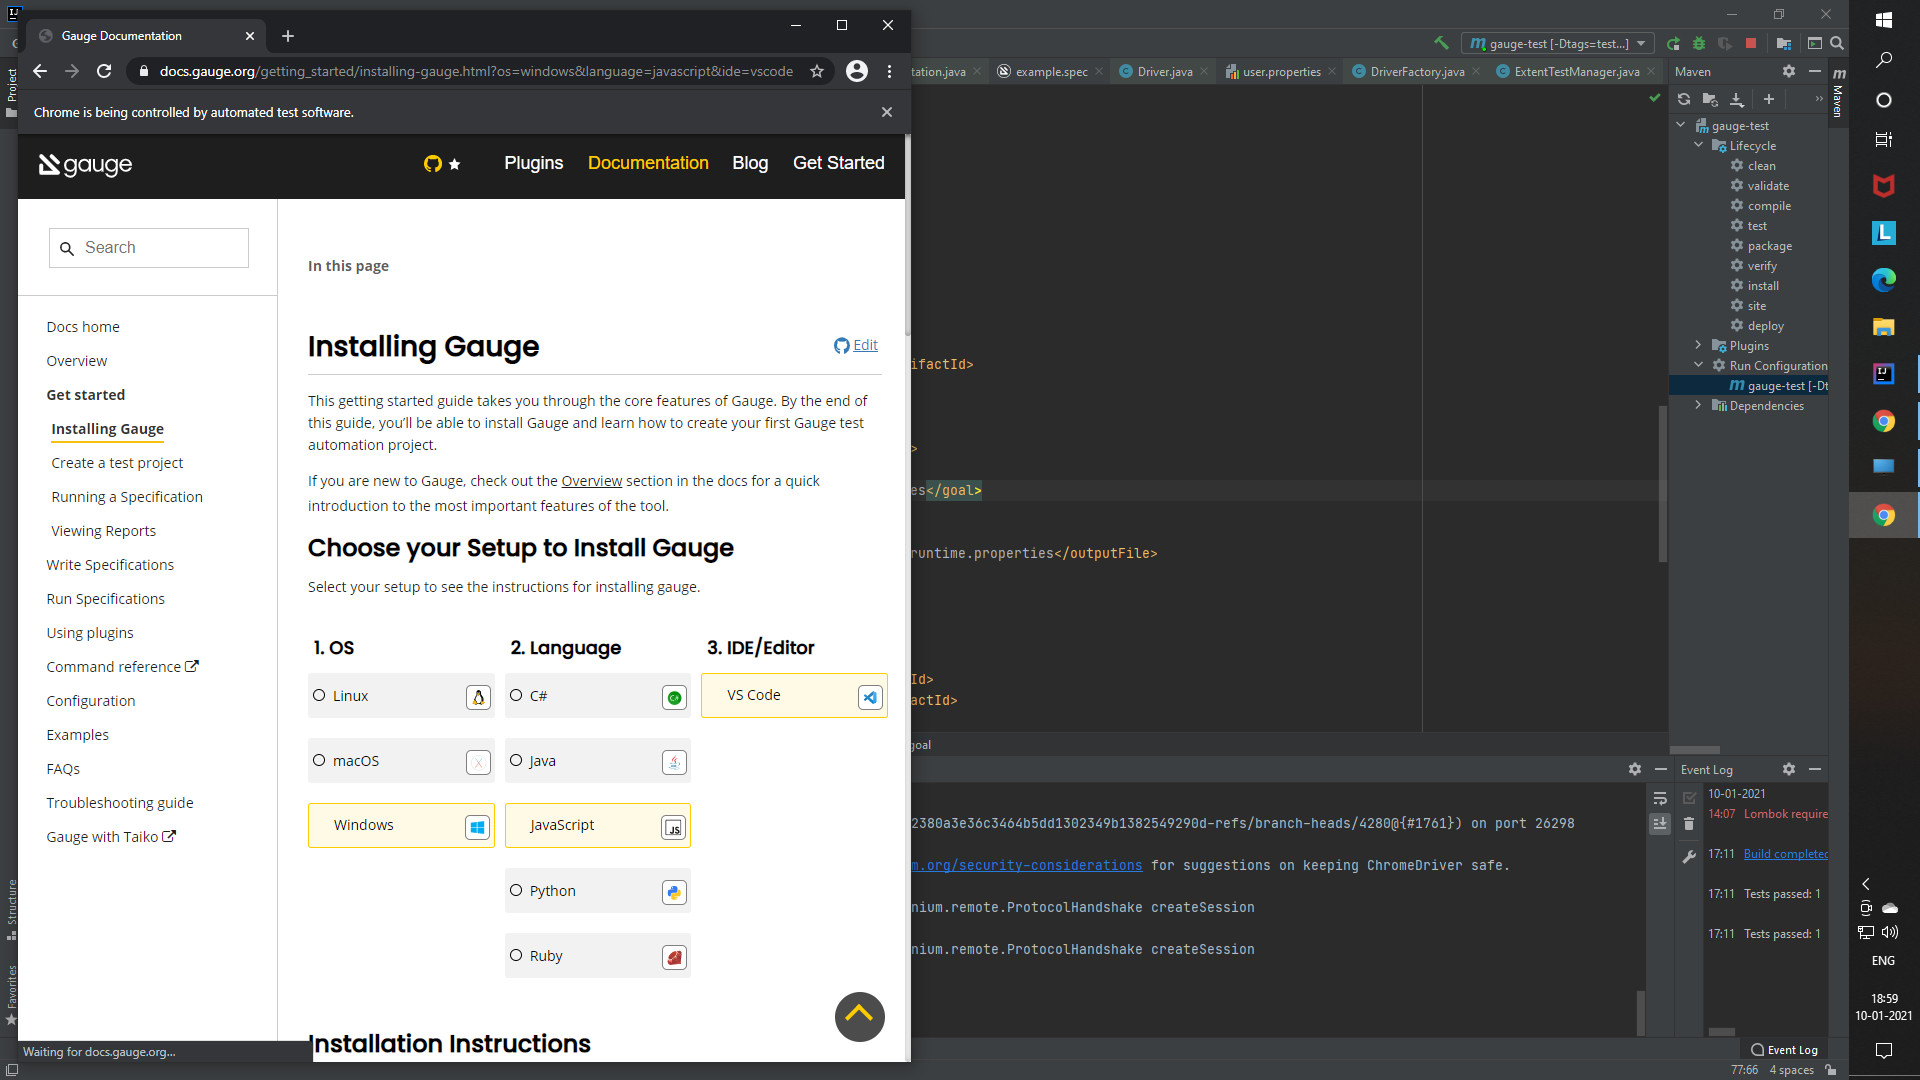 Gauge Documentation
docs.gauge.org/getting_started/installing-gauge.html?os=windows&language=javascript&ide=vscode
Chrome is being controlled by automated test software.
gauge
Plugins
Documentation
Blog
Get Started
Search
Docs home
Overview
Get started
Installing Gauge
Create a test project
Running a Specification
Viewing Reports
Write Specifications
Run Specifications
Using plugins
Command reference
Configuration
Examples
FAQs
Troubleshooting guide
Gauge with Taiko
In this page
Installing Gauge
Edit
This getting started guide takes you through the core features of Gauge. By the end of
this guide, you'll be able to install Gauge and learn how to create your first Gauge test
automation project.
If you are new to Gauge, check out the Overview section in the docs for a quick
introduction to the most important features of the tool.
Choose your Setup to Install Gauge
Select your setup to see the instructions for installing gauge.
1. OS
2. Language
3. IDE/Editor
Linux
C#
VS Code
macOS
Java
Windows
JavaScript
JS
Python
Ruby
Installation Instructions
Waiting for docs.gauge.org...
Project
Structure
Favorites
gauge-test [-Dtags=test...]
tation.java
example.spec
Driver.java
user.properties
DriverFactory.java
ExtentTestManager.java
ifactId>
>
es</goal>
runtime.properties</outputFile>
Id>
actId>
goal
2380a3e36c3464b5dd1302349b1382549290d-refs/branch-heads/4280@{#1761}) on port 26298
m.org/security-considerations for suggestions on keeping ChromeDriver safe.
nium.remote.ProtocolHandshake createSession
nium.remote.ProtocolHandshake createSession
Maven
Maven
gauge-test
Lifecycle
clean
validate
compile
test
package
verify
install
site
deploy
Plugins
Run Configuration
gauge-test [-Dt
Dependencies
Event Log
10-01-2021
14:07 Lombok require
17:11 Build completed
17:11 Tests passed: 1
17:11 Tests passed: 1
Event Log
77:66 4 spaces
ENG
18:59
10-01-2021